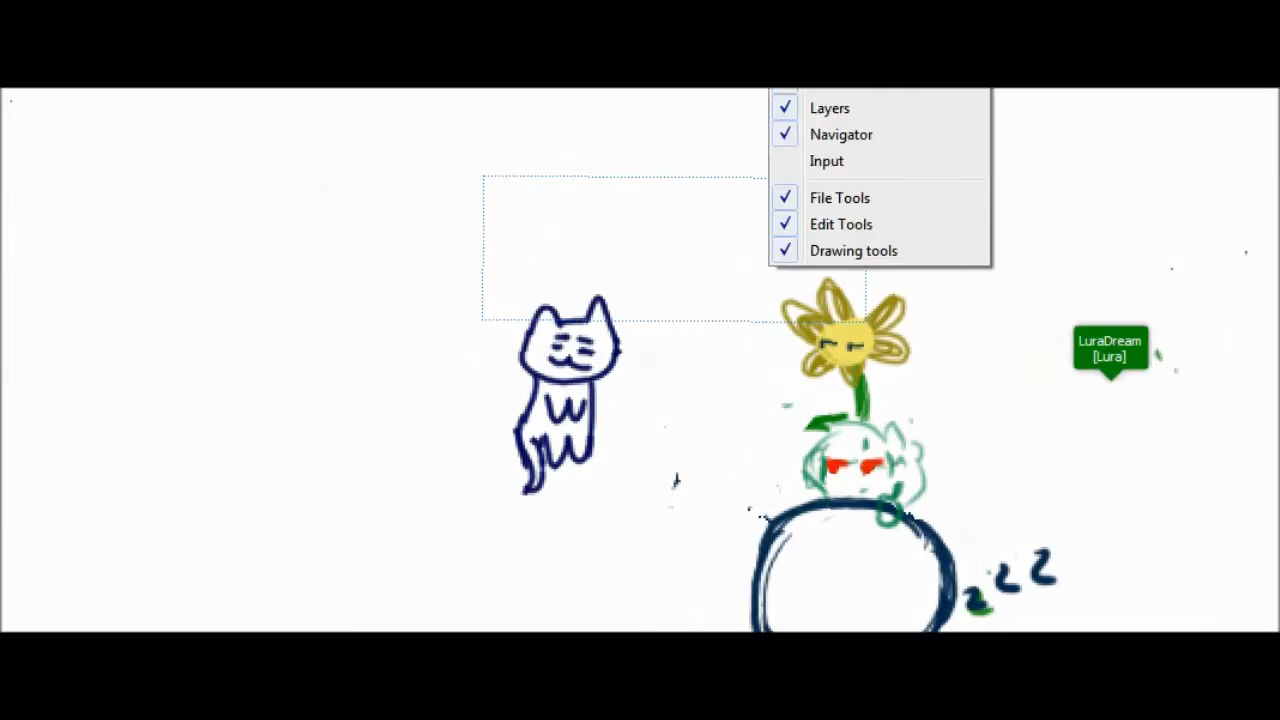 Layers
Navigator
Input
File Tools
Edit Tools
Drawing tools
LuraDream
[Lura]
z z z